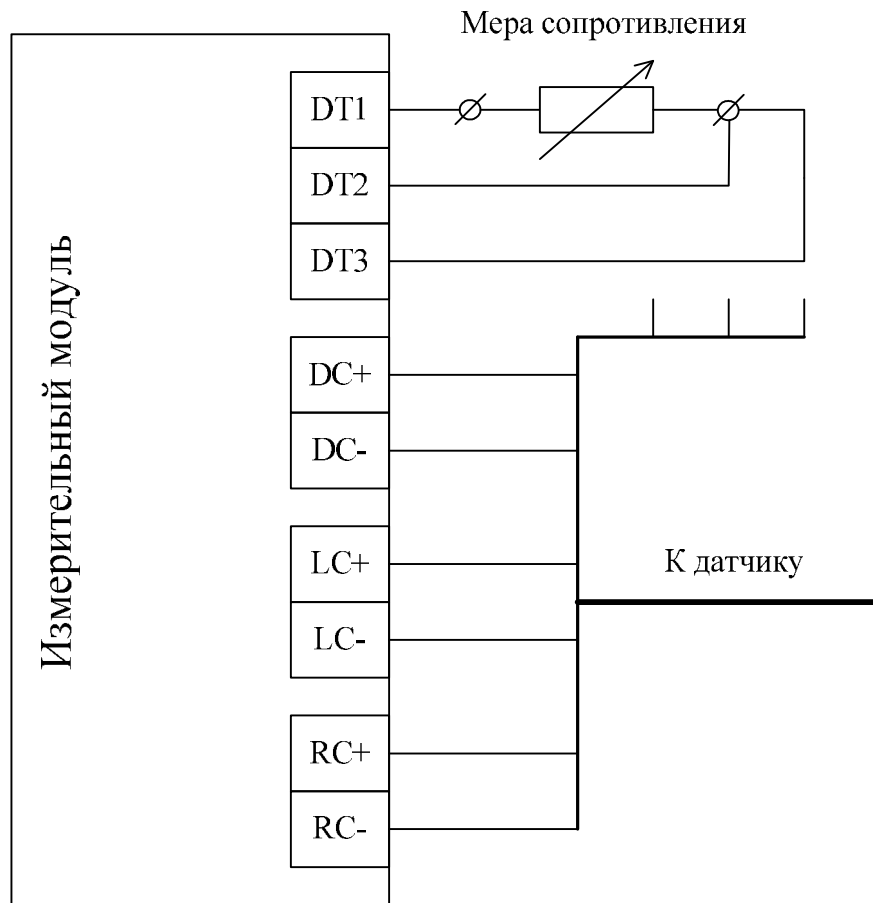 Мера сопротивления
DT1
DT2
DT3
Измерительный модуль
DC+
DC-
LC+
К датчику
LC-
RC+
RC-